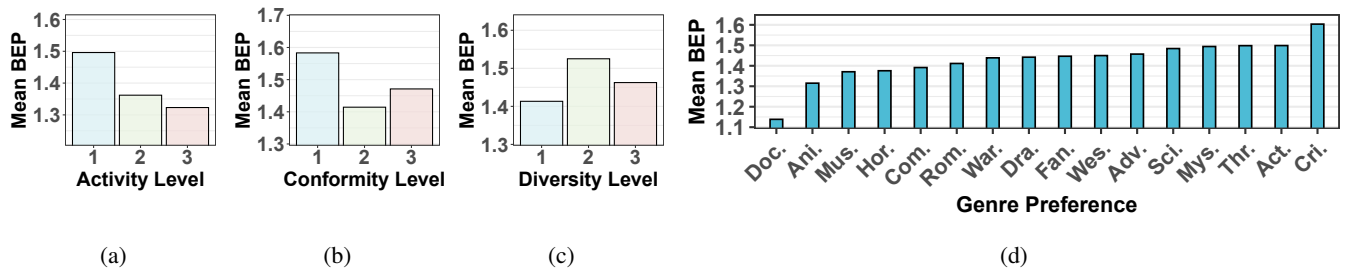 Mean BEP
1.6
1.5
1.4
1.3
1 2 3
Activity Level
(a)
Mean BEP
1.7
1.6
1.5
1.4
1.3
1 2 3
Conformity Level
(b)
Mean BEP
1.6
1.5
1.4
1.3
1 2 3
Diversity Level
(c)
Mean BEP
1.6
1.5
1.4
1.3
1.2
1.1
Doc. Ani. Mus. Hor. Com. Rom. War. Dra. Fan. Wes. Adv. Sci. Mys. Thr. Act. Cri.
Genre Preference
(d)